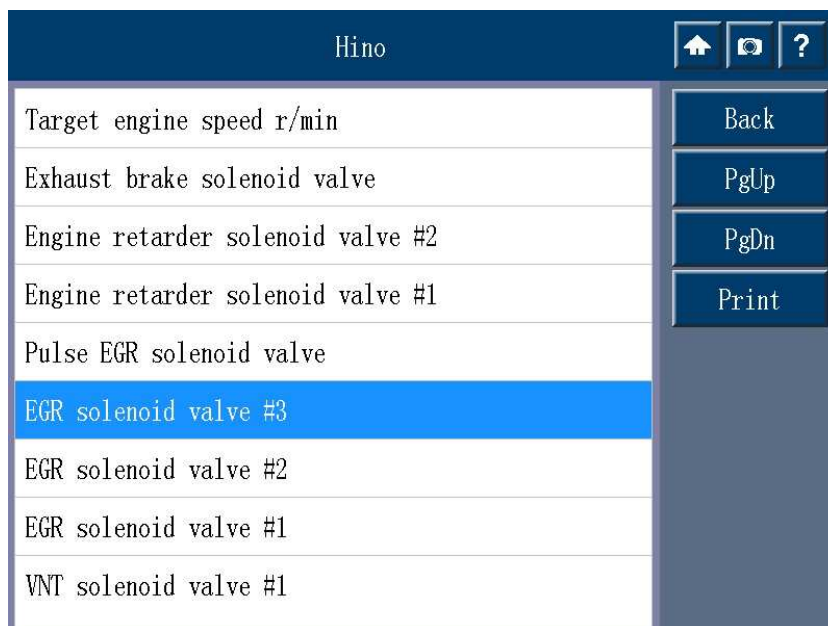 Hino
?
Target engine speed r/min
Exhaust brake solenoid valve
Engine retarder solenoid valve #2
Engine retarder solenoid valve #1
Pulse EGR solenoid valve
EGR solenoid valve #3
EGR solenoid valve #2
EGR solenoid valve #1
VNT solenoid valve #1
Back
PgUp
PgDn
Print